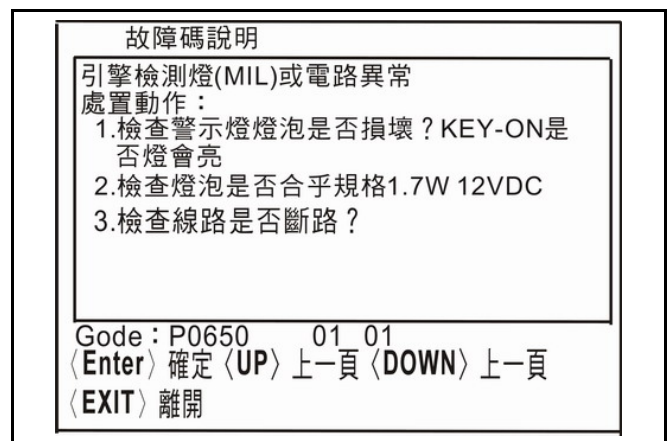 故障碼說明
引擎檢測燈(MIL)或電路異常
處置動作：
1.檢查警示燈燈泡是否損壞？KEY-ON是
否燈會亮
2.檢查燈泡是否合乎規格1.7W 12VDC
3.檢查線路是否斷路？
Gode：P0650 01 01
〈Enter〉確定〈UP〉上一頁〈DOWN〉上一頁
〈EXIT〉離開